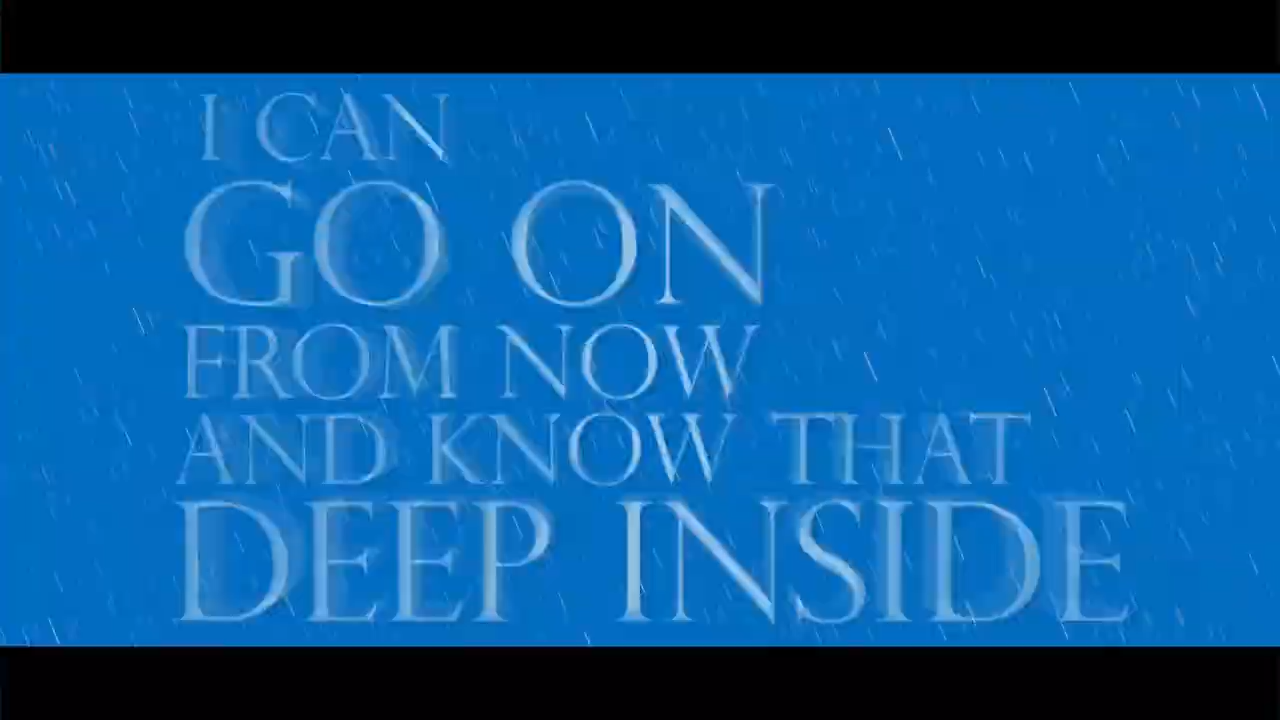 I CAN
GO ON
FROM NOW
AND KNOW THAT
DEEP INSIDE